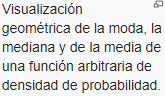 Visualización
geométrica de la moda, la
mediana y de la media de
una función arbitraria de
densidad de probabilidad.